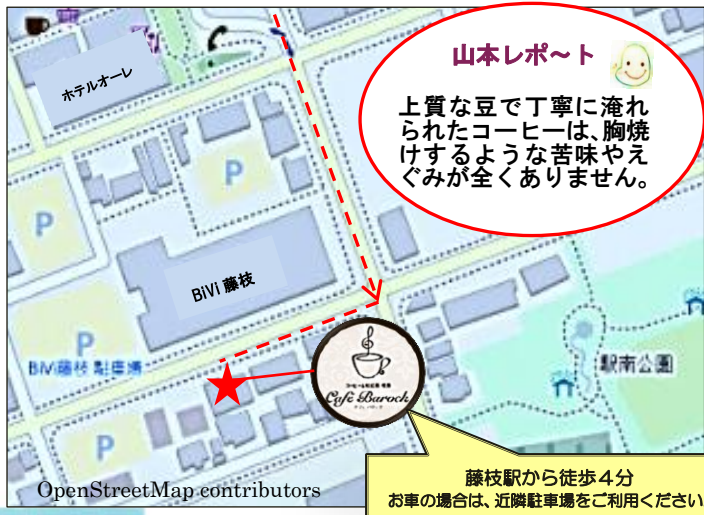 山本レポ～ト
上質な豆で丁寧に淹れ
られたコーヒーは、胸焼
けするような苦味やえ
ぐみが全くありません。
ホテルオーレ
P
P
BiVi 藤枝
P
BiVi藤枝 駐車場
駅南公園
Café Barock
P
藤枝駅から徒歩４分
お車の場合は、近隣駐車場をご利用ください
OpenStreetMap contributors